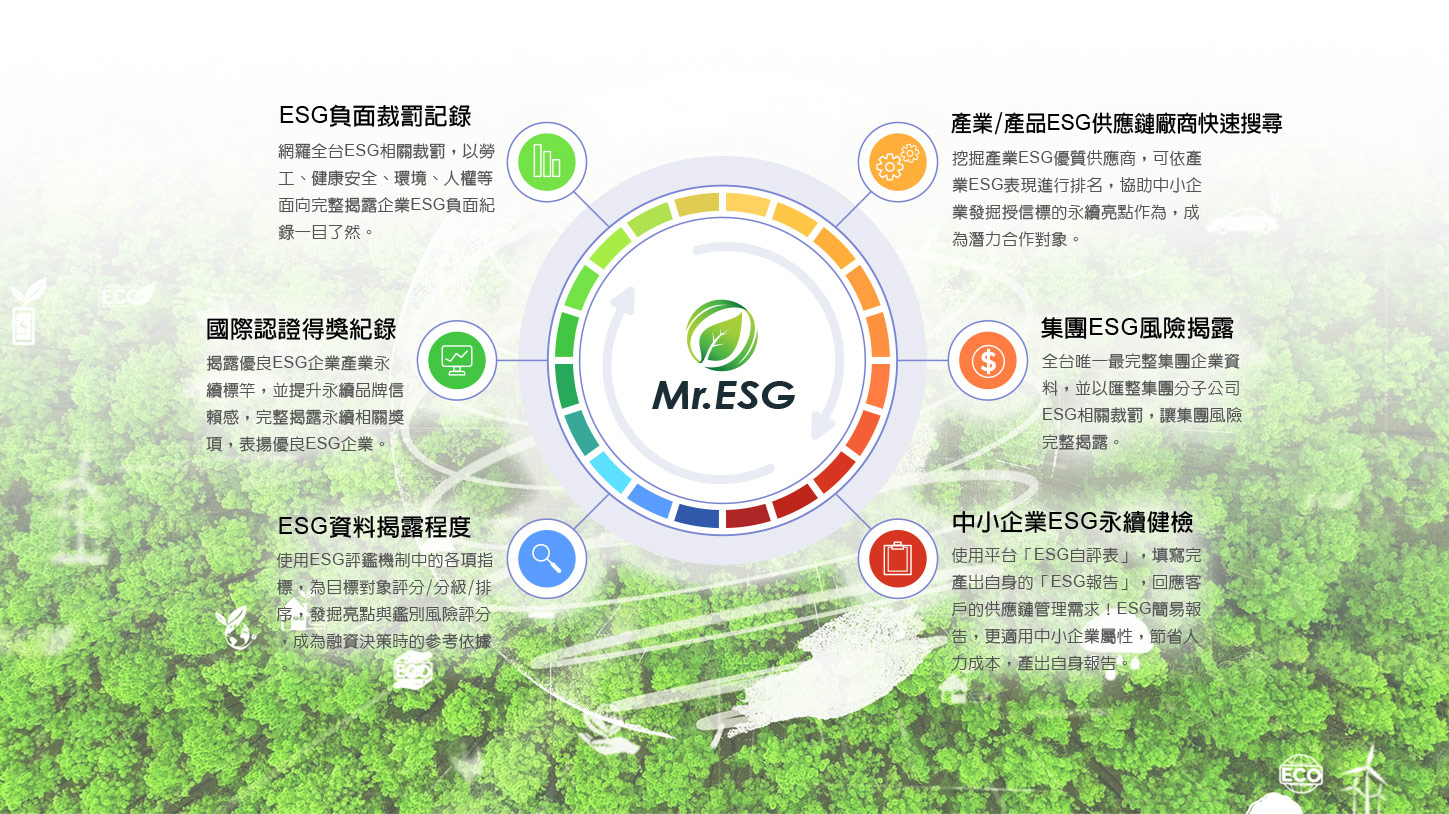 ESG負面裁罰記錄
網羅全台ESG相關裁罰，以勞
工、健康安全、環境、人權等
面向完整揭露企業ESG負面紀
錄一目了然。
國際認證得獎紀錄
揭露優良ESG企業產業永
續標竿，並提升永續品牌信
賴感，完整揭露永續相關獎
項，表揚優良ESG企業。
ESG資料揭露程度
使用ESG評鑑機制中的各項指
標，為目標對象評分/分級/排
序，發掘亮點與鑑別風險評分
，成為融資決策時的參考依據
。
Mr.ESG
產業/產品ESG供應鏈廠商快速搜尋
挖掘產業ESG優質供應商，可依產
業ESG表現進行排名，協助中小企
業發掘授信標的永續亮點作為，成
為潛力合作對象。
集團ESG風險揭露
全台唯一最完整集團企業資
料，並以匯整集團分子公司
ESG相關裁罰，讓集團風險
完整揭露。
中小企業ESG永續健檢
使用平台「ESG自評表」，填寫完
產出自身的「ESG報告」，回應客
戶的供應鏈管理需求！ESG簡易報
告，更適用中小企業屬性，節省人
力成本，產出自身報告。
ECO
ECO
ECO